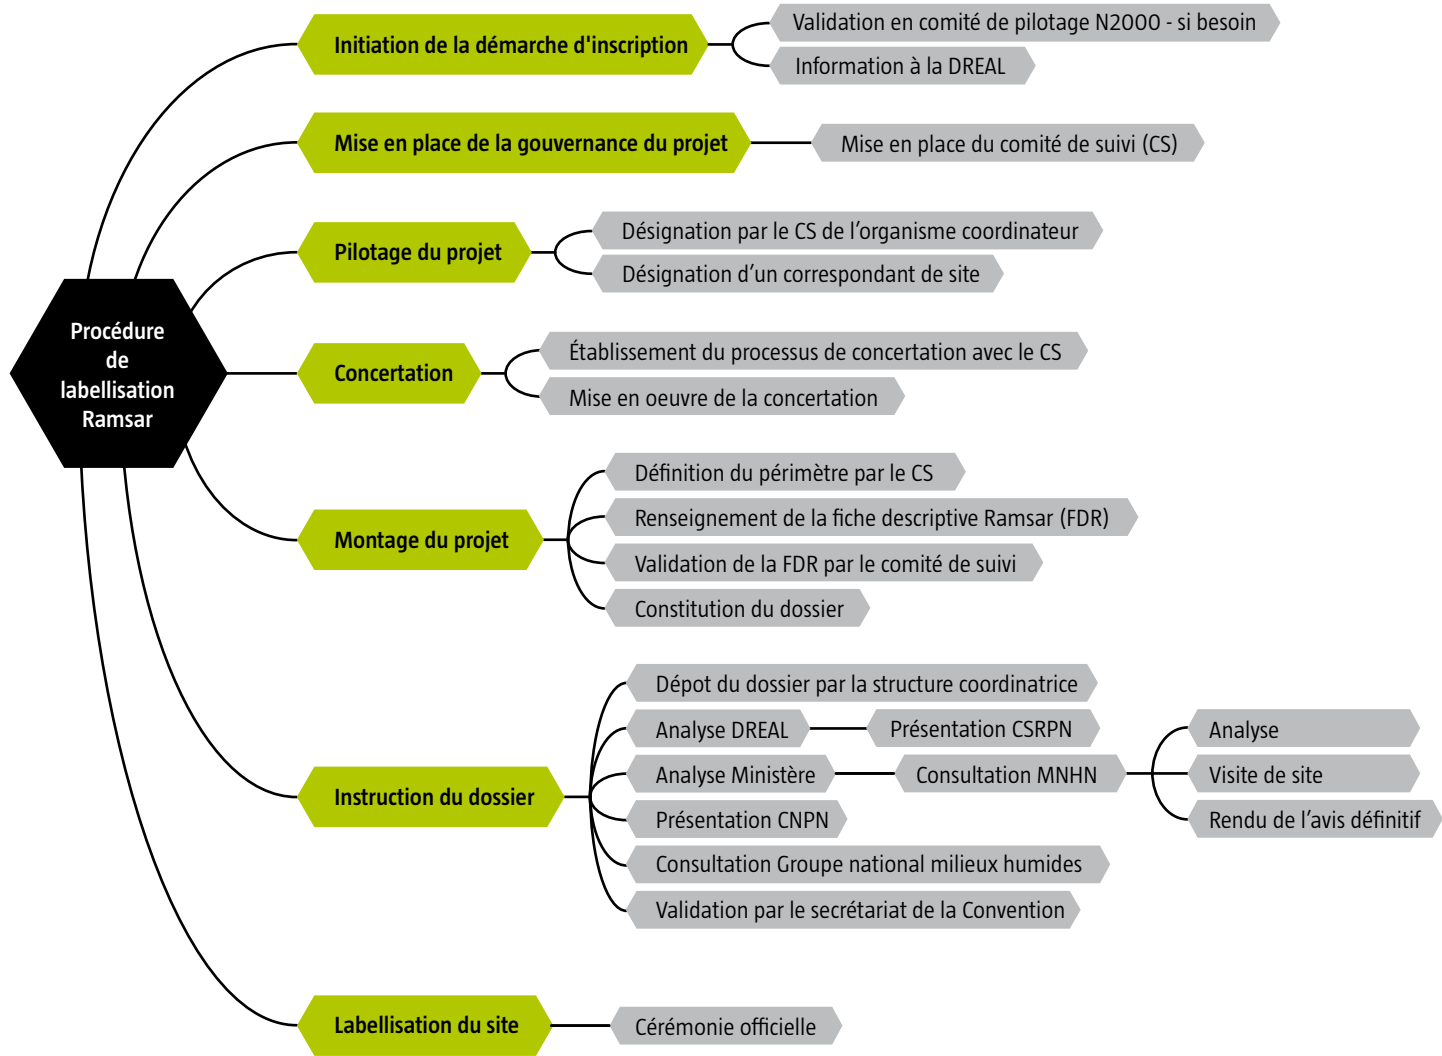 Procédure
de
labellisation
Ramsar
Initiation de la démarche d'inscription
Validation en comité de pilotage N2000 - si besoin
Information à la DREAL
Mise en place de la gouvernance du projet
Mise en place du comité de suivi (CS)
Pilotage du projet
Désignation par le CS de l’organisme coordinateur
Désignation d’un correspondant de site
Concertation
Établissement du processus de concertation avec le CS
Mise en oeuvre de la concertation
Montage du projet
Définition du périmètre par le CS
Renseignement de la fiche descriptive Ramsar (FDR)
Validation de la FDR par le comité de suivi
Constitution du dossier
Instruction du dossier
Dépot du dossier par la structure coordinatrice
Analyse DREAL
Présentation CSRPN
Analyse Ministère
Consultation MNHN
Analyse
Visite de site
Rendu de l’avis définitif
Présentation CNPN
Consultation Groupe national milieux humides
Validation par le secrétariat de la Convention
Labellisation du site
Cérémonie officielle